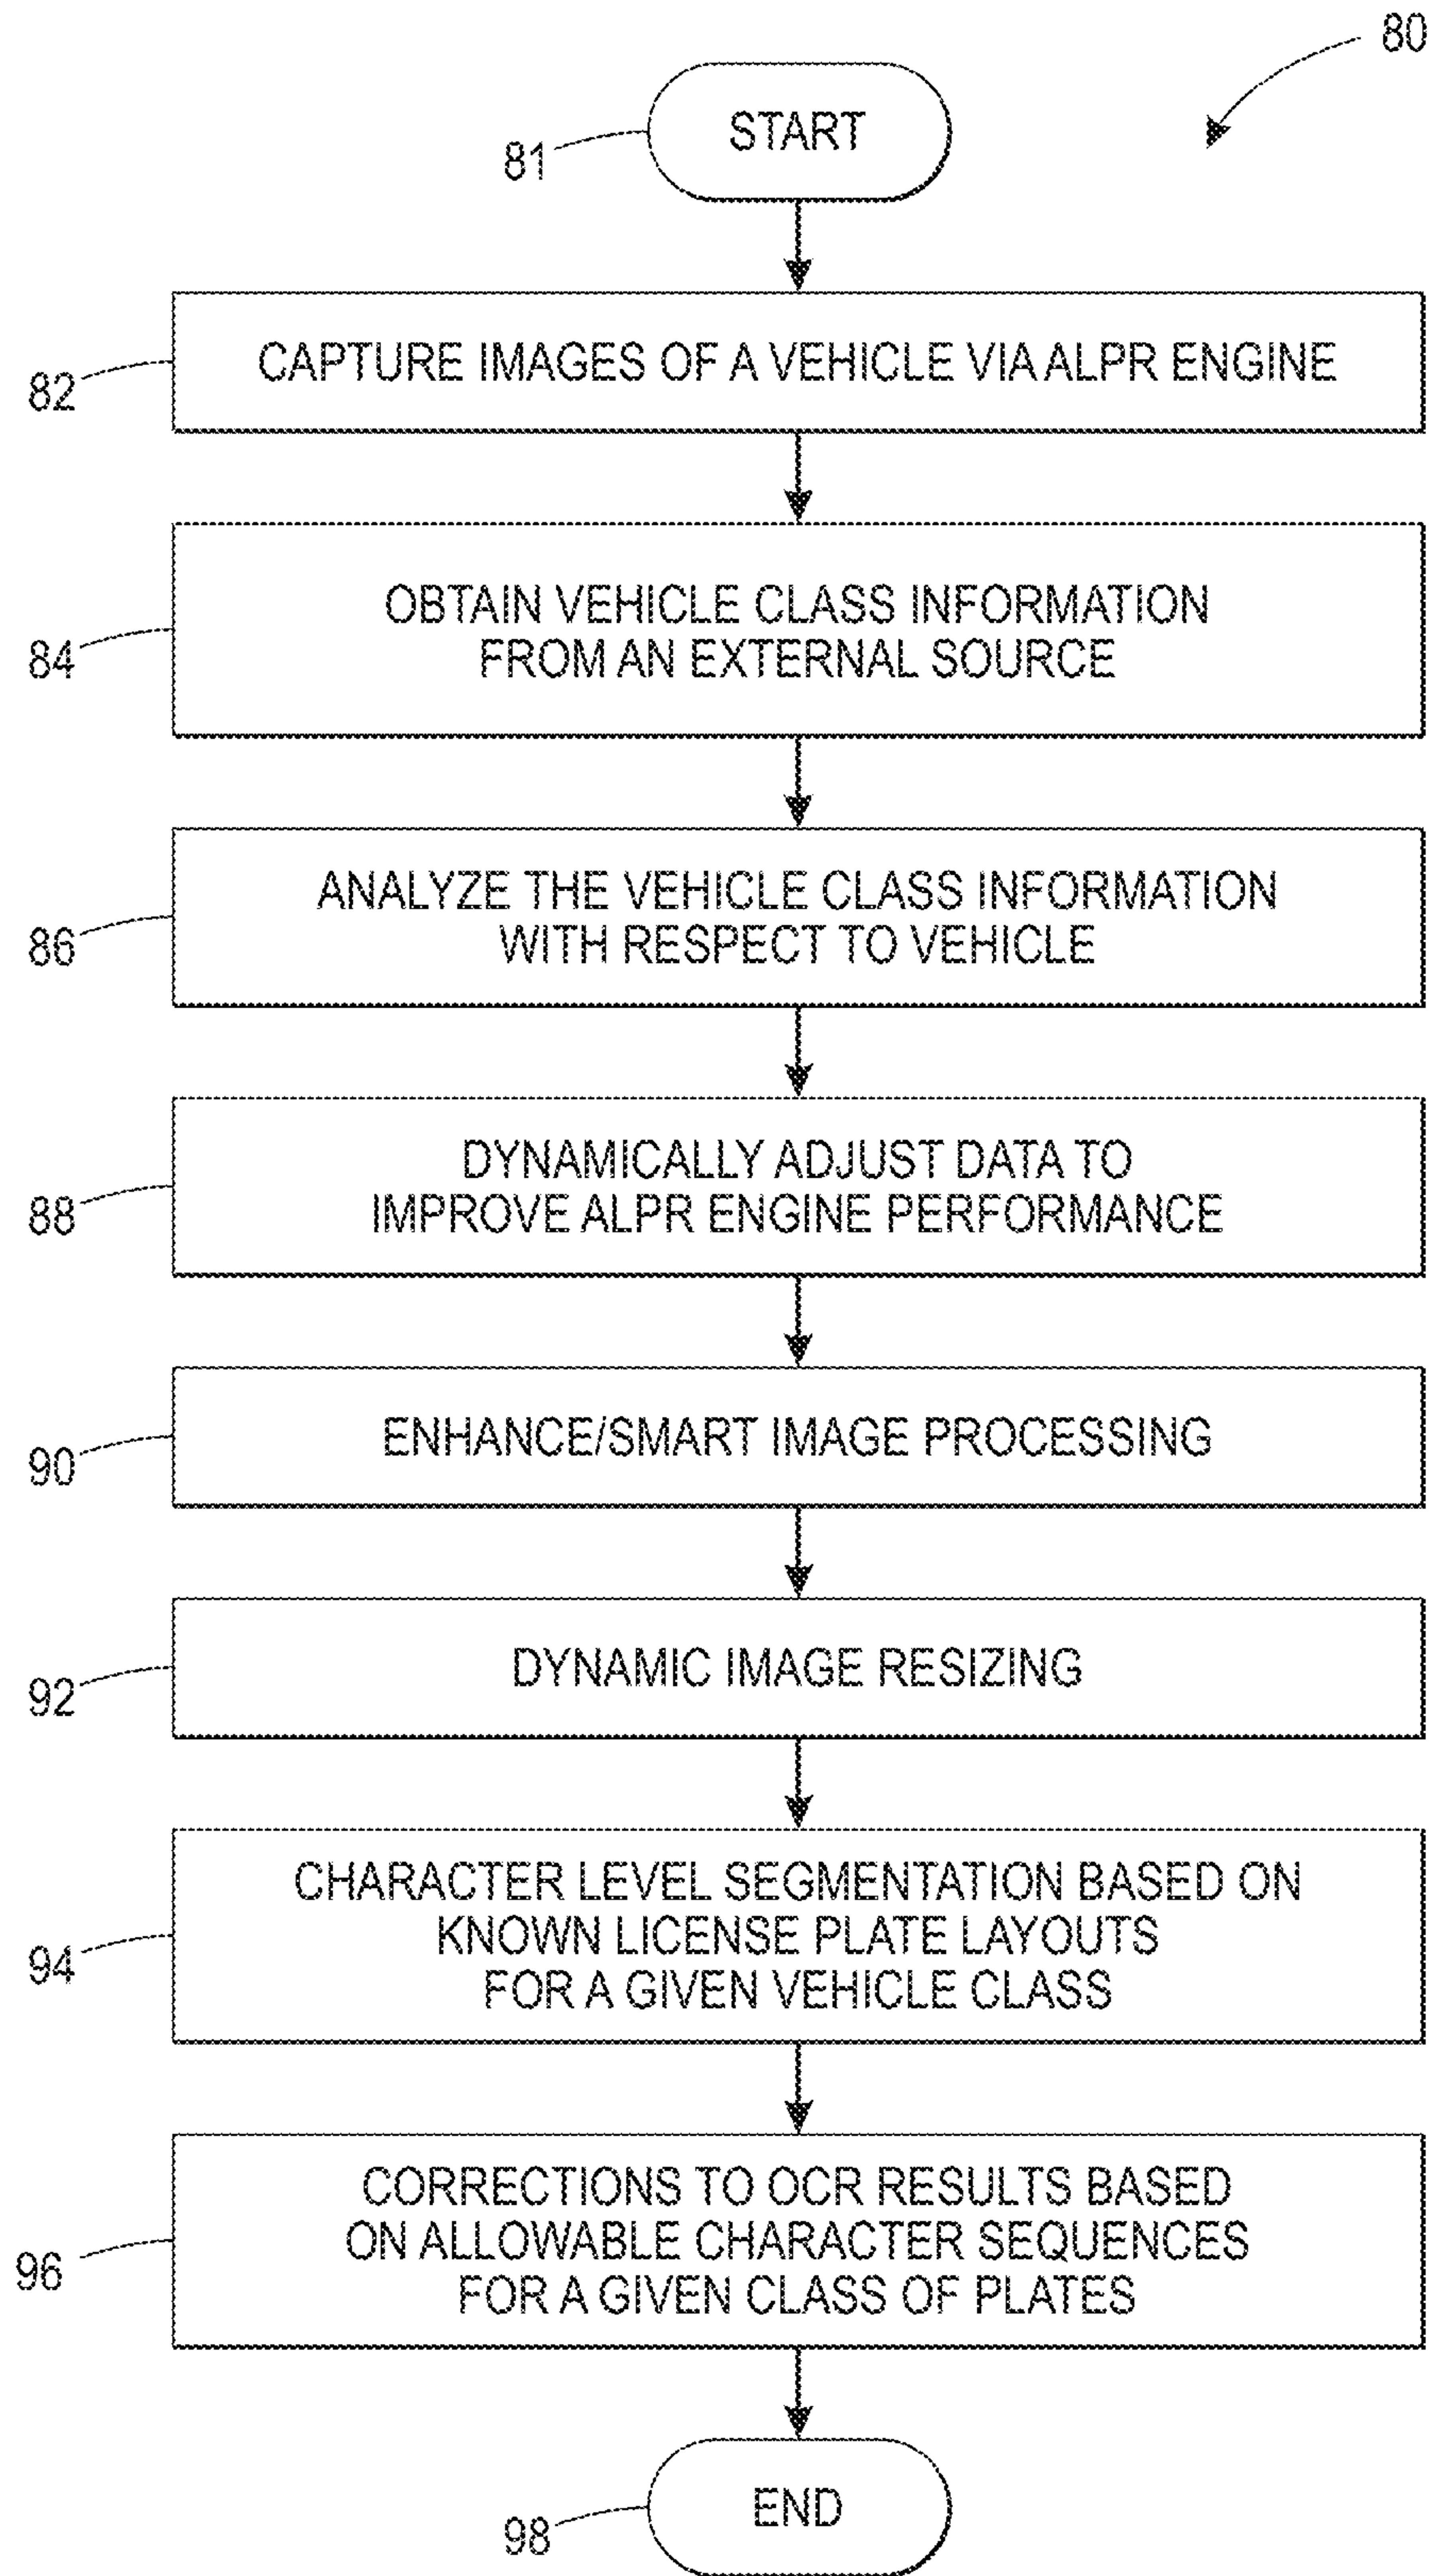 80
START
81
CAPTURE IMAGES OF A VEHICLE VIA ALPR ENGINE
82
OBTAIN VEHICLE CLASS INFORMATION
FROM AN EXTERNAL SOURCE
84
ANALYZE THE VEHICLE CLASS INFORMATION
WITH RESPECT TO VEHICLE
86
DYNAMICALLY ADJUST DATA TO
IMPROVE ALPR ENGINE PERFORMANCE
88
ENHANCE/SMART IMAGE PROCESSING
90
DYNAMIC IMAGE RESIZING
92
CHARACTER LEVEL SEGMENTATION BASED ON
KNOWN LICENSE PLATE LAYOUTS
FOR A GIVEN VEHICLE CLASS
94
CORRECTIONS TO OCR RESULTS BASED
ON ALLOWABLE CHARACTER SEQUENCES
FOR A GIVEN CLASS OF PLATES
96
END
98